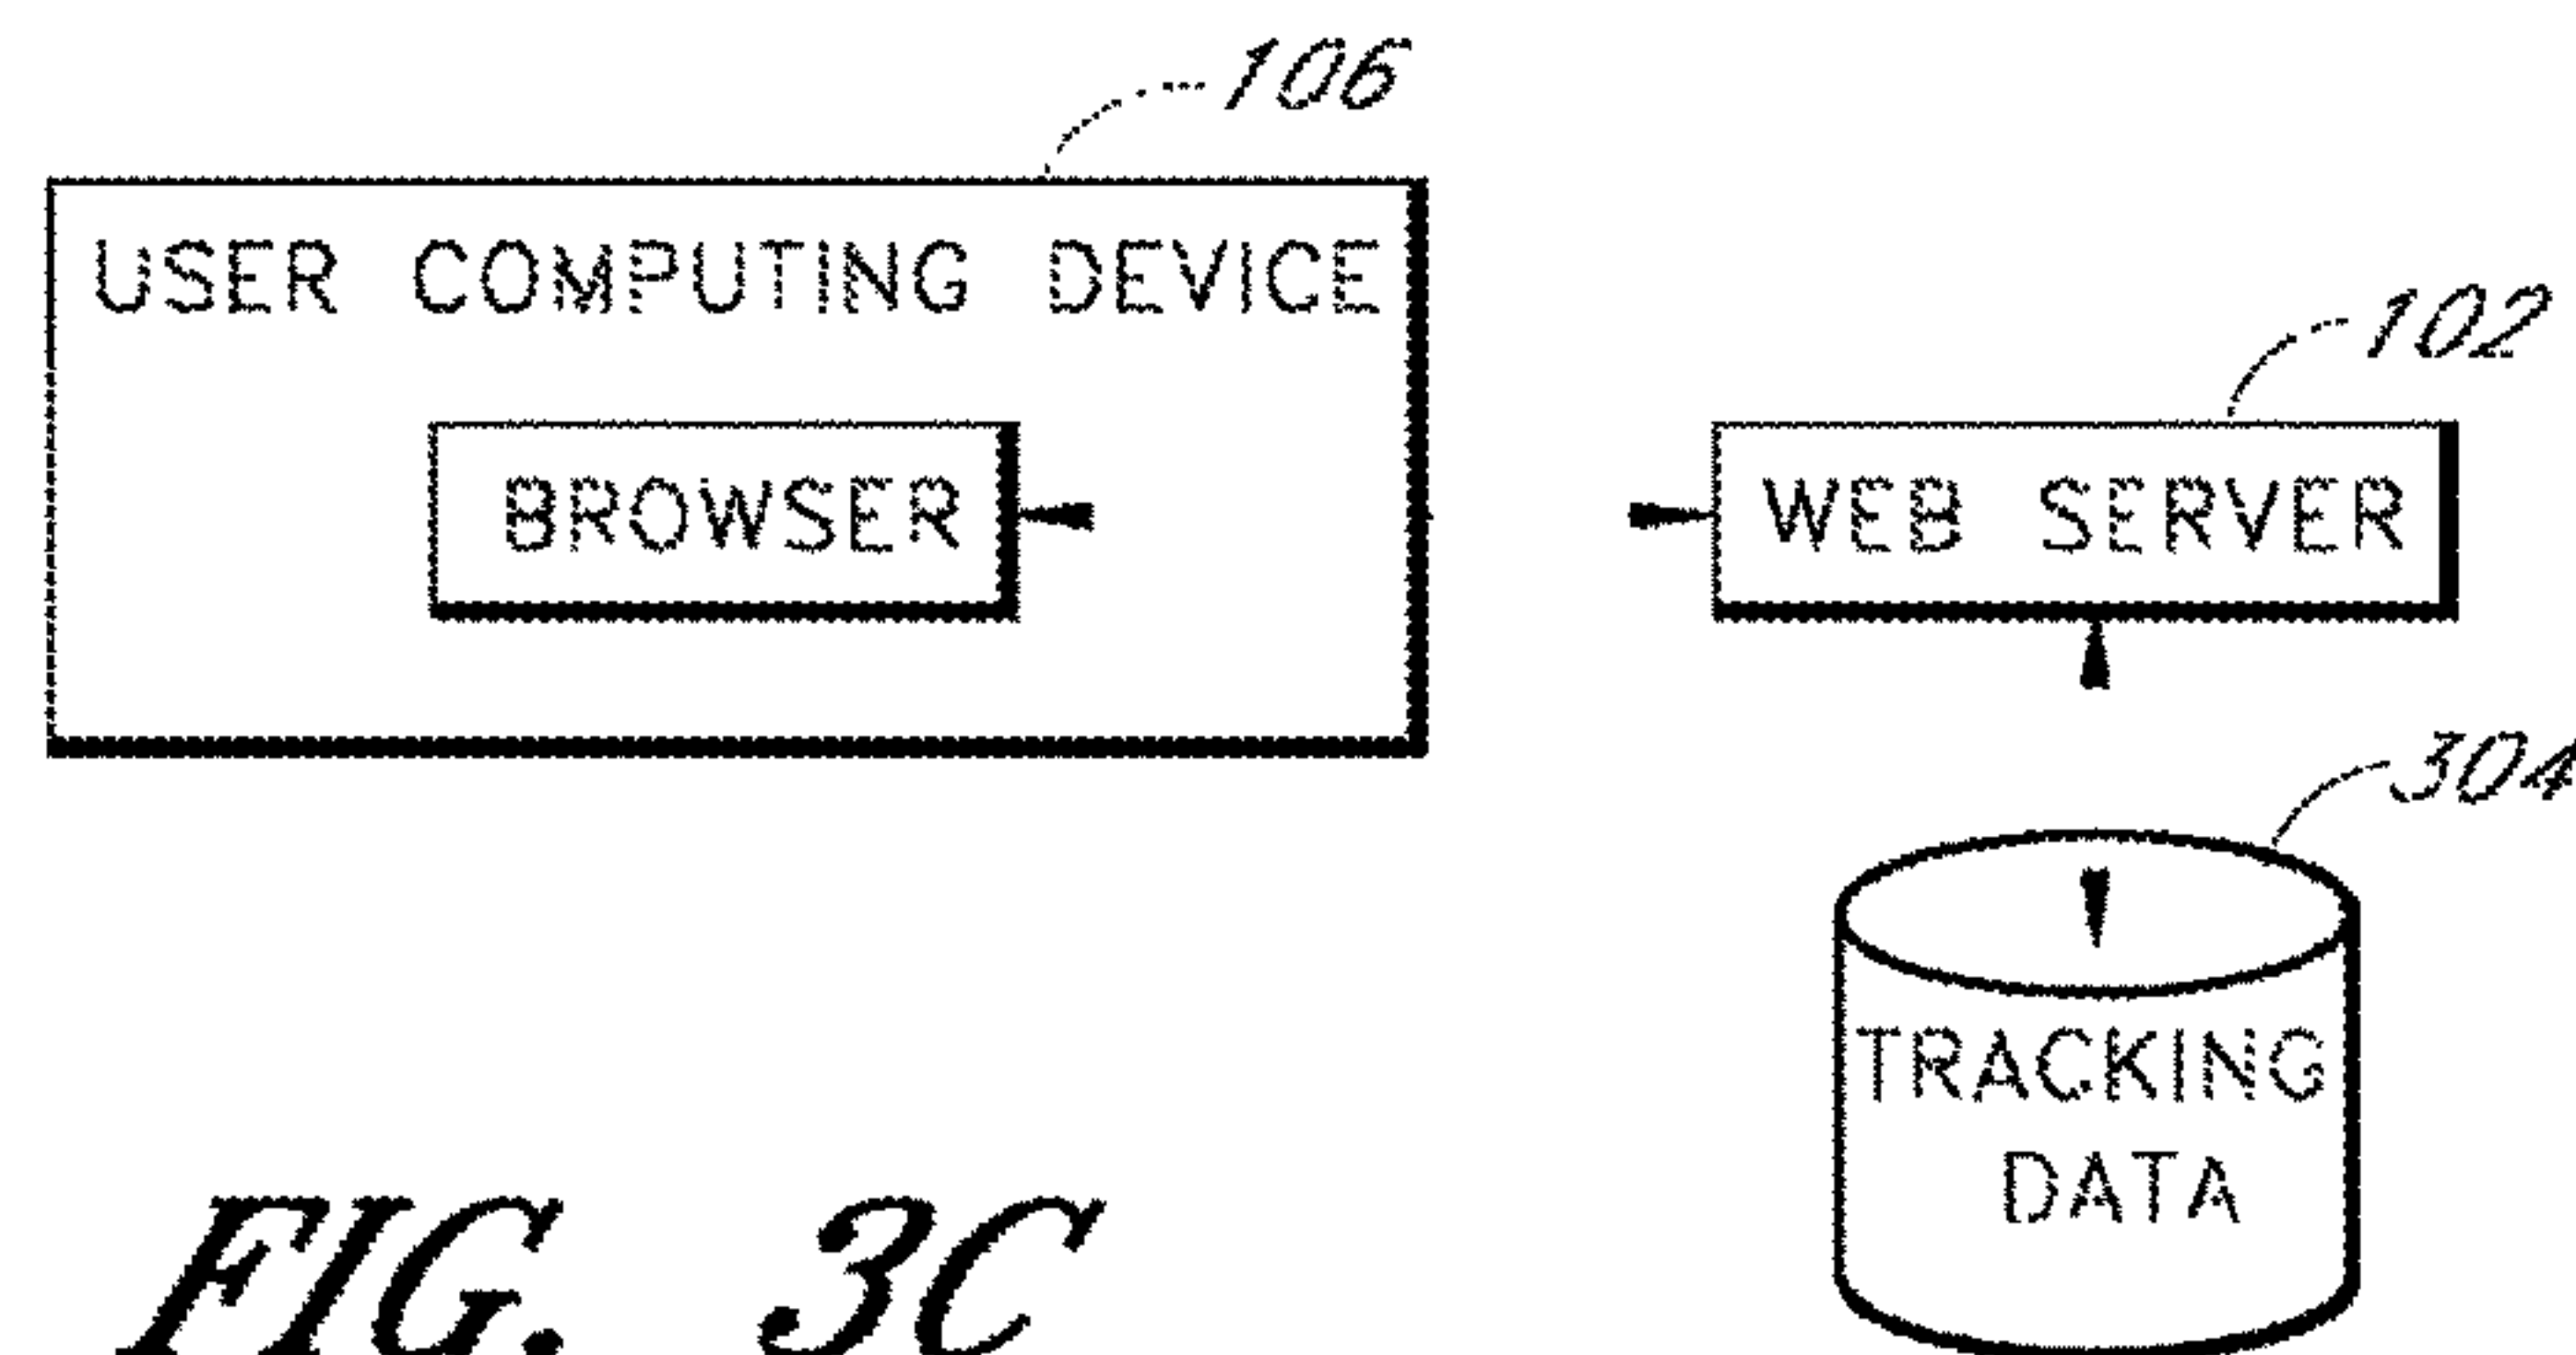 106
USER COMPUTING DEVICE
102
BROWSER
WEB SERVER
304
TRACKING
DATA
FIG. 3C